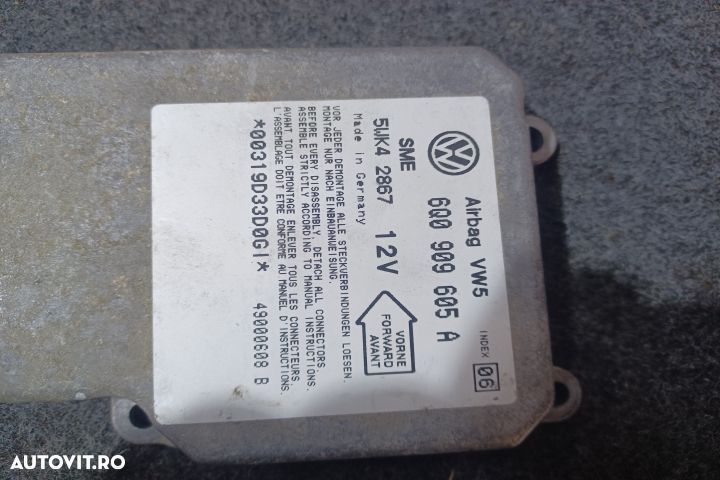 Airbag VW5 INDEX 06
6Q0 909 605 A
SME
5WK4 2867 12V
Made in Germany
VORNE
FORWARD
AVANT
VOR JEDER DEMONTAGE ALLE STECKVERBINDUNGEN LOESEN.
MONTAGE NUR NACH EINBAUANWEISUNG.
BEFORE EVERY DISASSEMBLY, DETACH ALL CONNECTORS
ASSEMBLE STRICTLY ACCORDING TO MANUAL INSTRUCTIONS.
AVANT TOUT DEMONTAGE ENLEVER TOUS LES CONNECTEURS
L'ASSEMBLAGE DOIT ETRE CONFORME AU MANUEL D'INSTRUCTIONS.
*00319D33D0GI* 49000608 B
AUTOVIT.RO